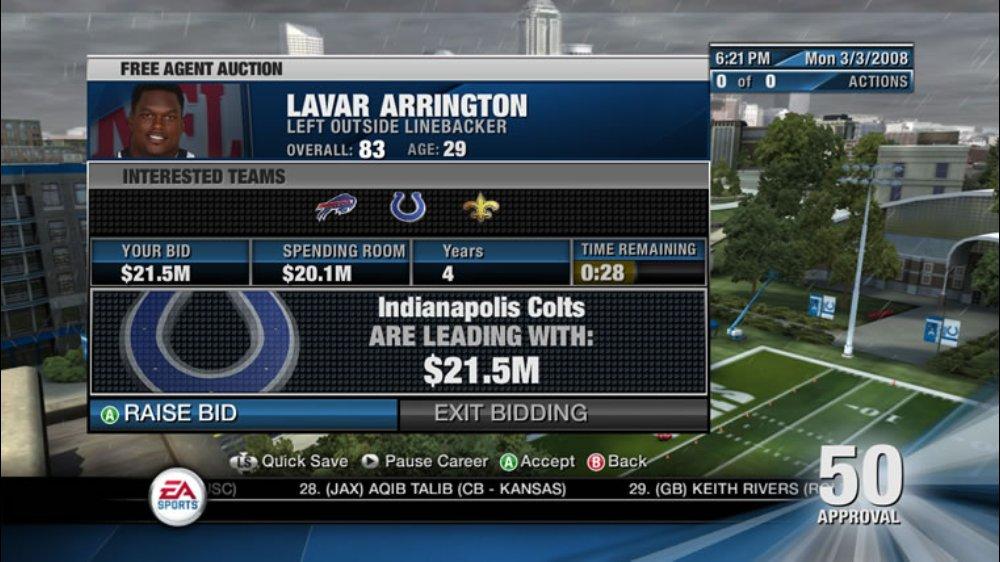 FREE AGENT AUCTION
6:21 PM Mon 3/3/2008
0 of 0 ACTIONS
LAVAR ARRINGTON
LEFT OUTSIDE LINEBACKER
OVERALL: 83 AGE: 29
INTERESTED TEAMS
YOUR BID SPENDING ROOM Years TIME REMAINING
$21.5M $20.1M 4 0:28
Indianapolis Colts
ARE LEADING WITH:
$21.5M
A RAISE BID EXIT BIDDING
LS Quick Save Pause Career A Accept B Back
50
APPROVAL
EA
SPORTS
28. (JAX) AQIB TALIB (CB - KANSAS) 29. (GB) KEITH RIVERS